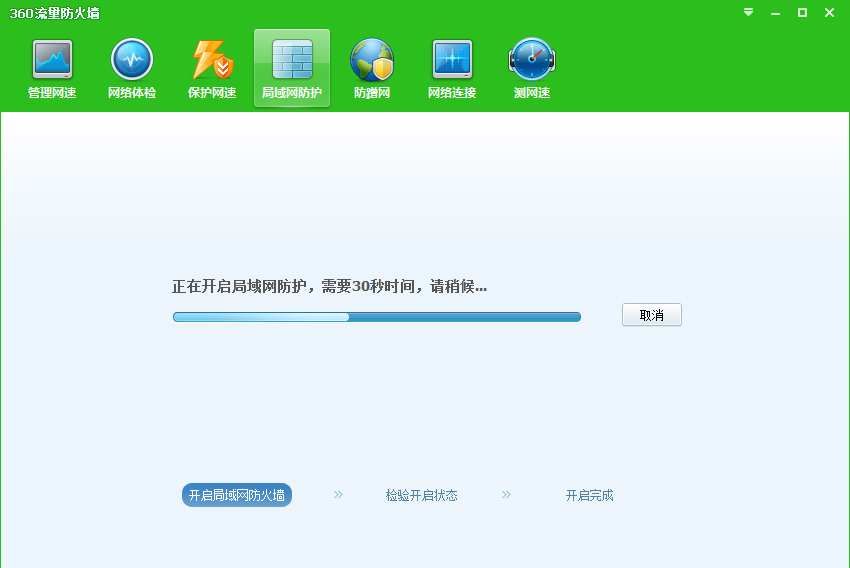 360流量防火墙
管理网速 网络体检 保护网速 局域网防护 防蹭网 网络连接 测网速
正在开启局域网防护，需要30秒时间，请稍候...
取消
开启局域网防火墙 » 检验开启状态 » 开启完成